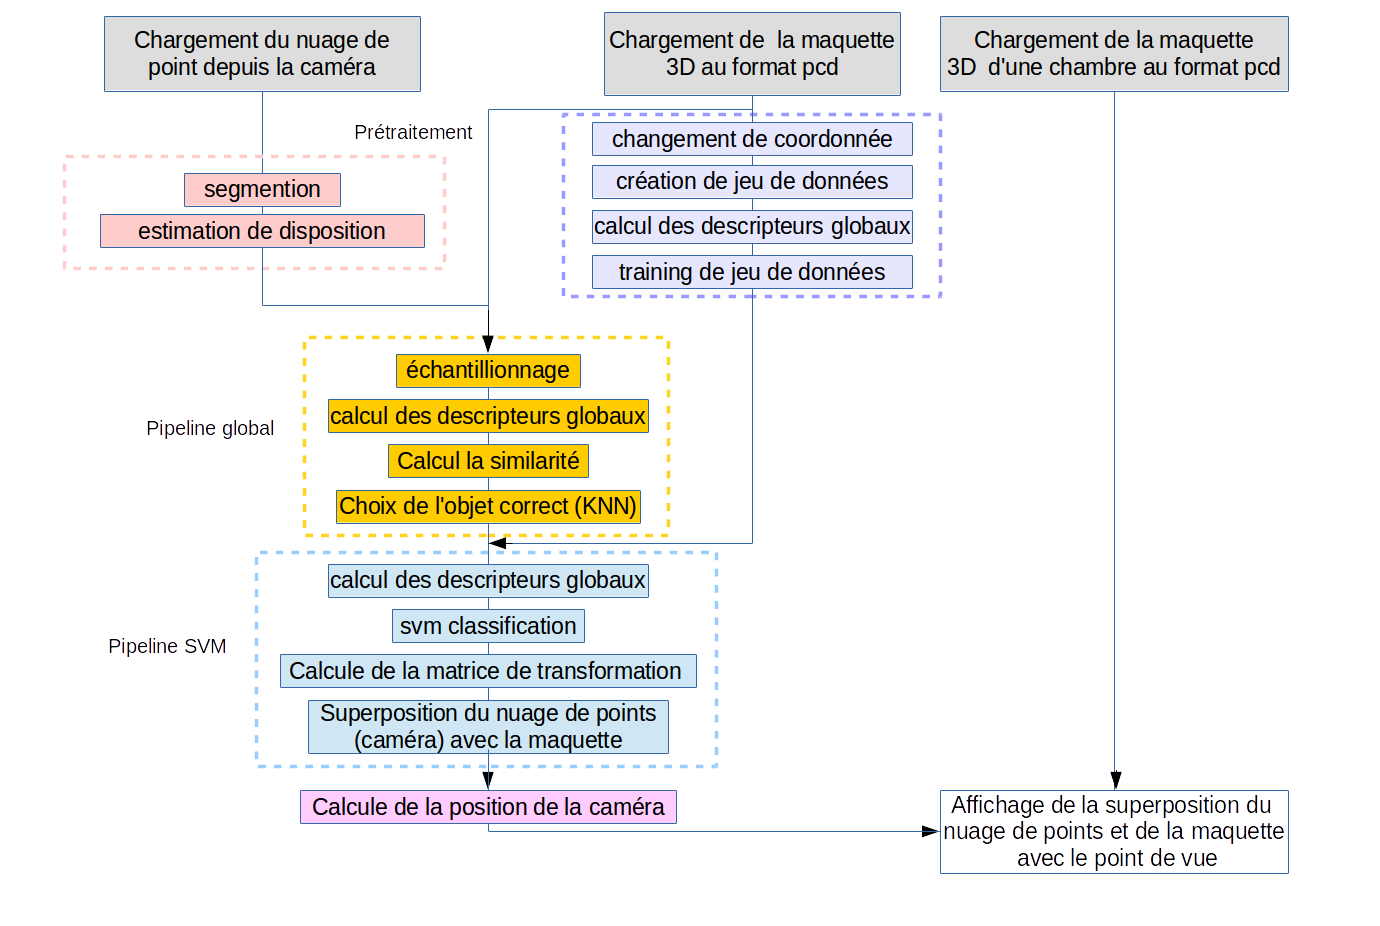 Chargement du nuage de
point depuis la caméra
Chargement de  la maquette
3D au format pcd
Chargement de la maquette
3D  d'une chambre au format pcd
Prétraitement
segmention
estimation de disposition
changement de coordonnée
création de jeu de données
calcul des descripteurs globaux
training de jeu de données
Pipeline global
échantillionnage
calcul des descripteurs globaux
Calcul la similarité
Choix de l'objet correct (KNN)
Pipeline SVM
calcul des descripteurs globaux
svm classification
Calcule de la matrice de transformation
Superposition du nuage de points
(caméra) avec la maquette
Calcule de la position de la caméra
Affichage de la superposition du
nuage de points et de la maquette
avec le point de vue